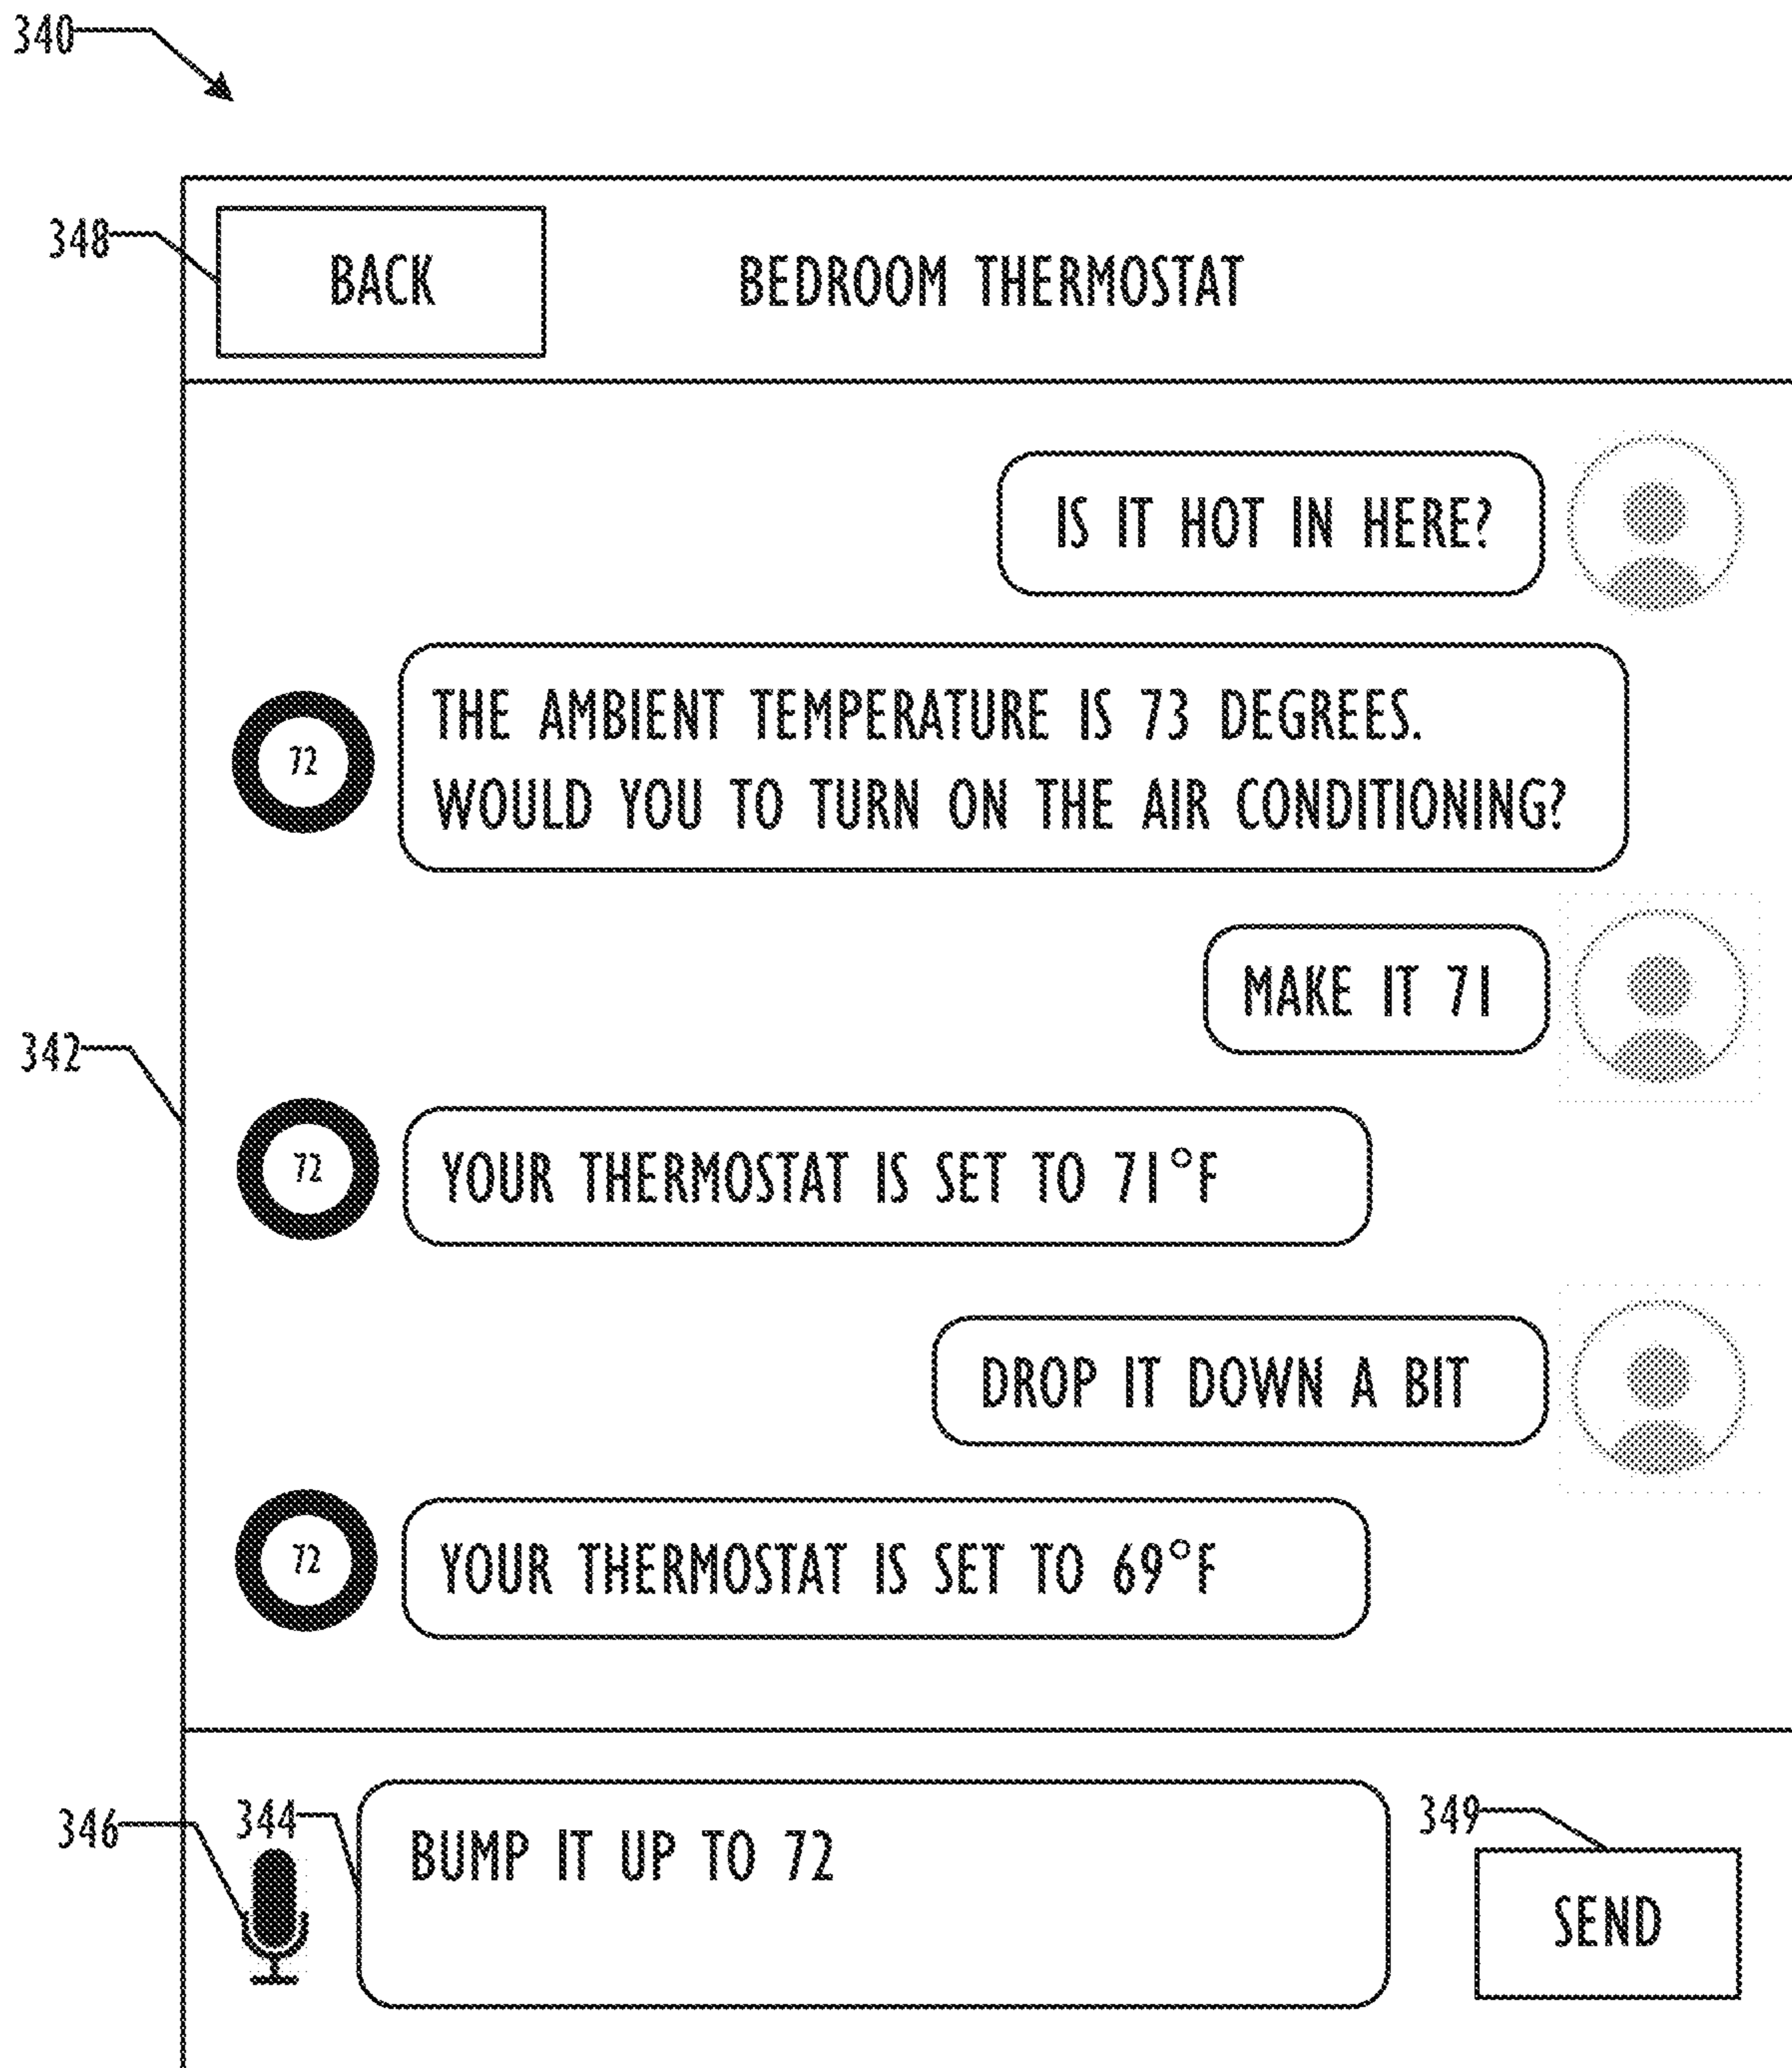 340
348
BACK
BEDROOM THERMOSTAT
IS IT HOT IN HERE?
72
THE AMBIENT TEMPERATURE IS 73 DEGREES.
WOULD YOU TO TURN ON THE AIR CONDITIONING?
MAKE IT 71
342
72
YOUR THERMOSTAT IS SET TO 71°F
DROP IT DOWN A BIT
72
YOUR THERMOSTAT IS SET TO 69°F
346
344
BUMP IT UP TO 72
349
SEND